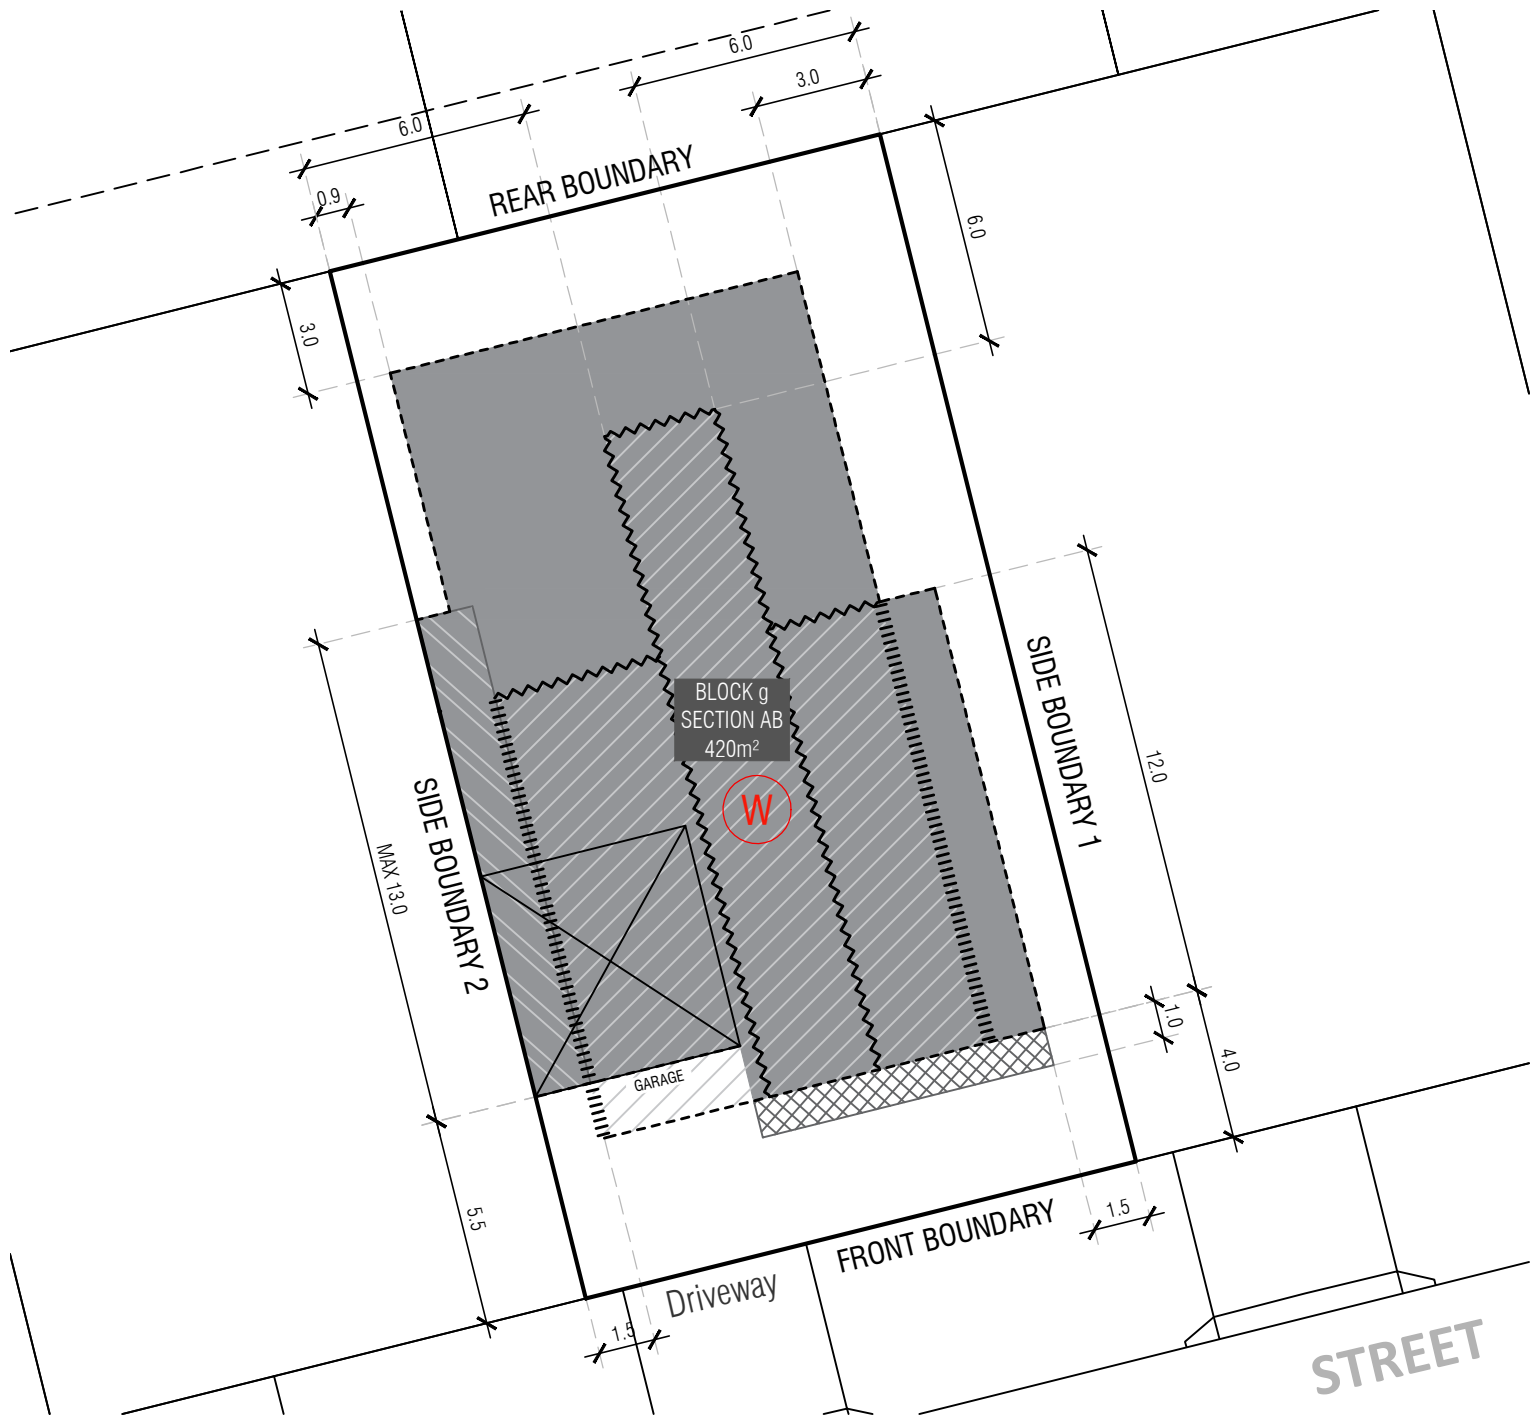 6.0
3.0
6.0
0.9
REAR BOUNDARY
6.0
3.0
BLOCK g
SECTION AB
420m²
W
SIDE BOUNDARY 1
12.0
SIDE BOUNDARY 2
MAX 13.0
1.0
4.0
GARAGE
5.5
1.5
FRONT BOUNDARY
Driveway
1.5
STREET